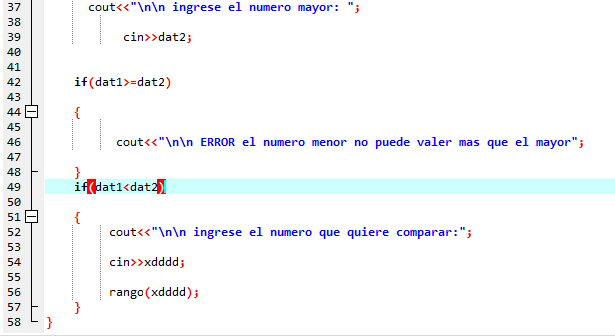 37 cout<<"\n\n ingrese el numero mayor: ";
38
39 cin>>dat2;
40
41
42 if(dat1>=dat2)
43
44 {
45
46 cout<<"\n\n ERROR el numero menor no puede valer mas que el mayor";
47
48 }
49 if(dat1<dat2)
50
51 {
52 cout<<"\n\n ingrese el numero que quiere comparar:";
53
54 cin>>xdddd;
55
56 rango(xdddd);
57 }
58 }